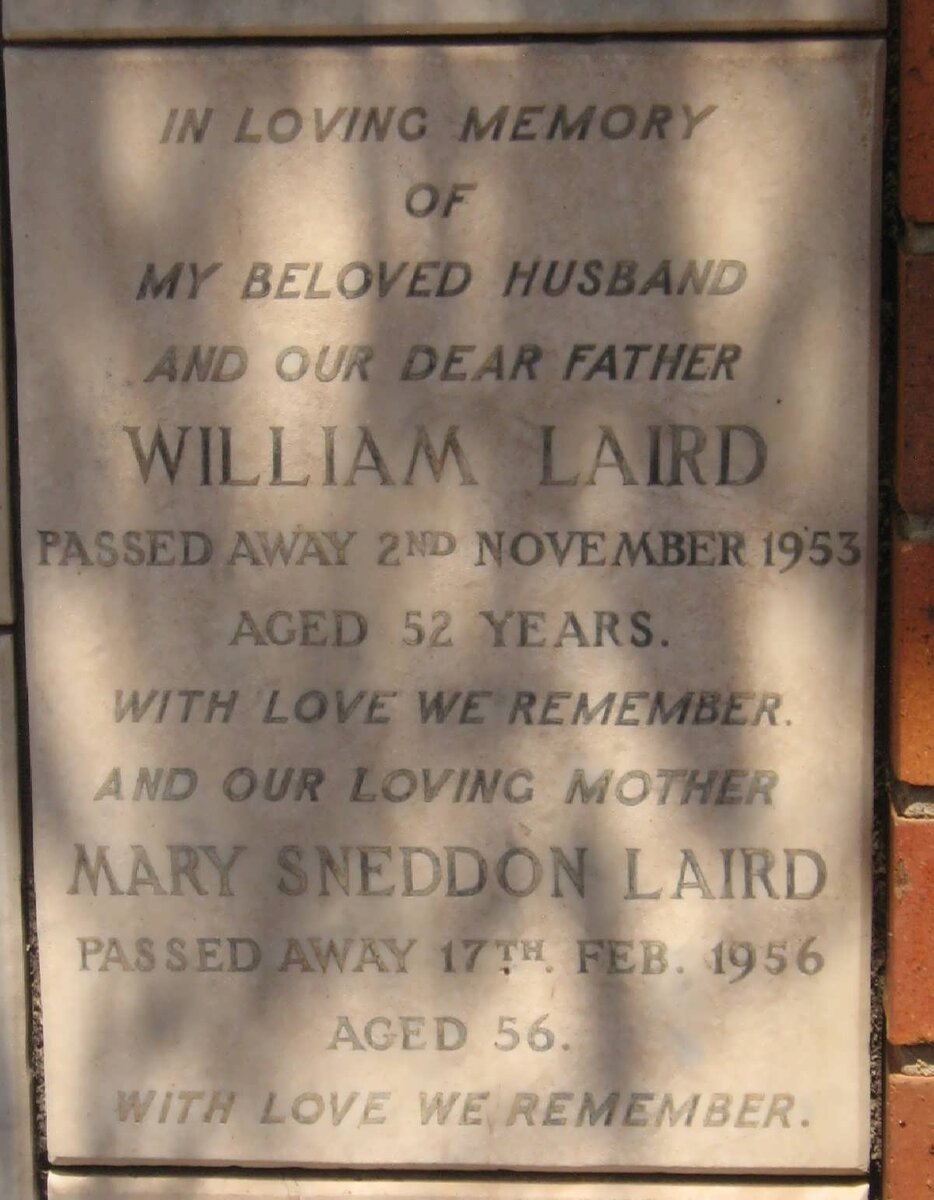 IN LOVING MEMORY
OF
MY BELOVED HUSBAND
AND OUR DEAR FATHER
WILLIAM LAIRD
PASSED AWAY 2ND NOVEMBER 1953
AGED 52 YEARS.
WITH LOVE WE REMEMBER.
AND OUR LOVING MOTHER
MARY SNEDDON LAIRD
PASSED AWAY 17TH. FEB. 1956
AGED 56.
WITH LOVE WE REMEMBER.